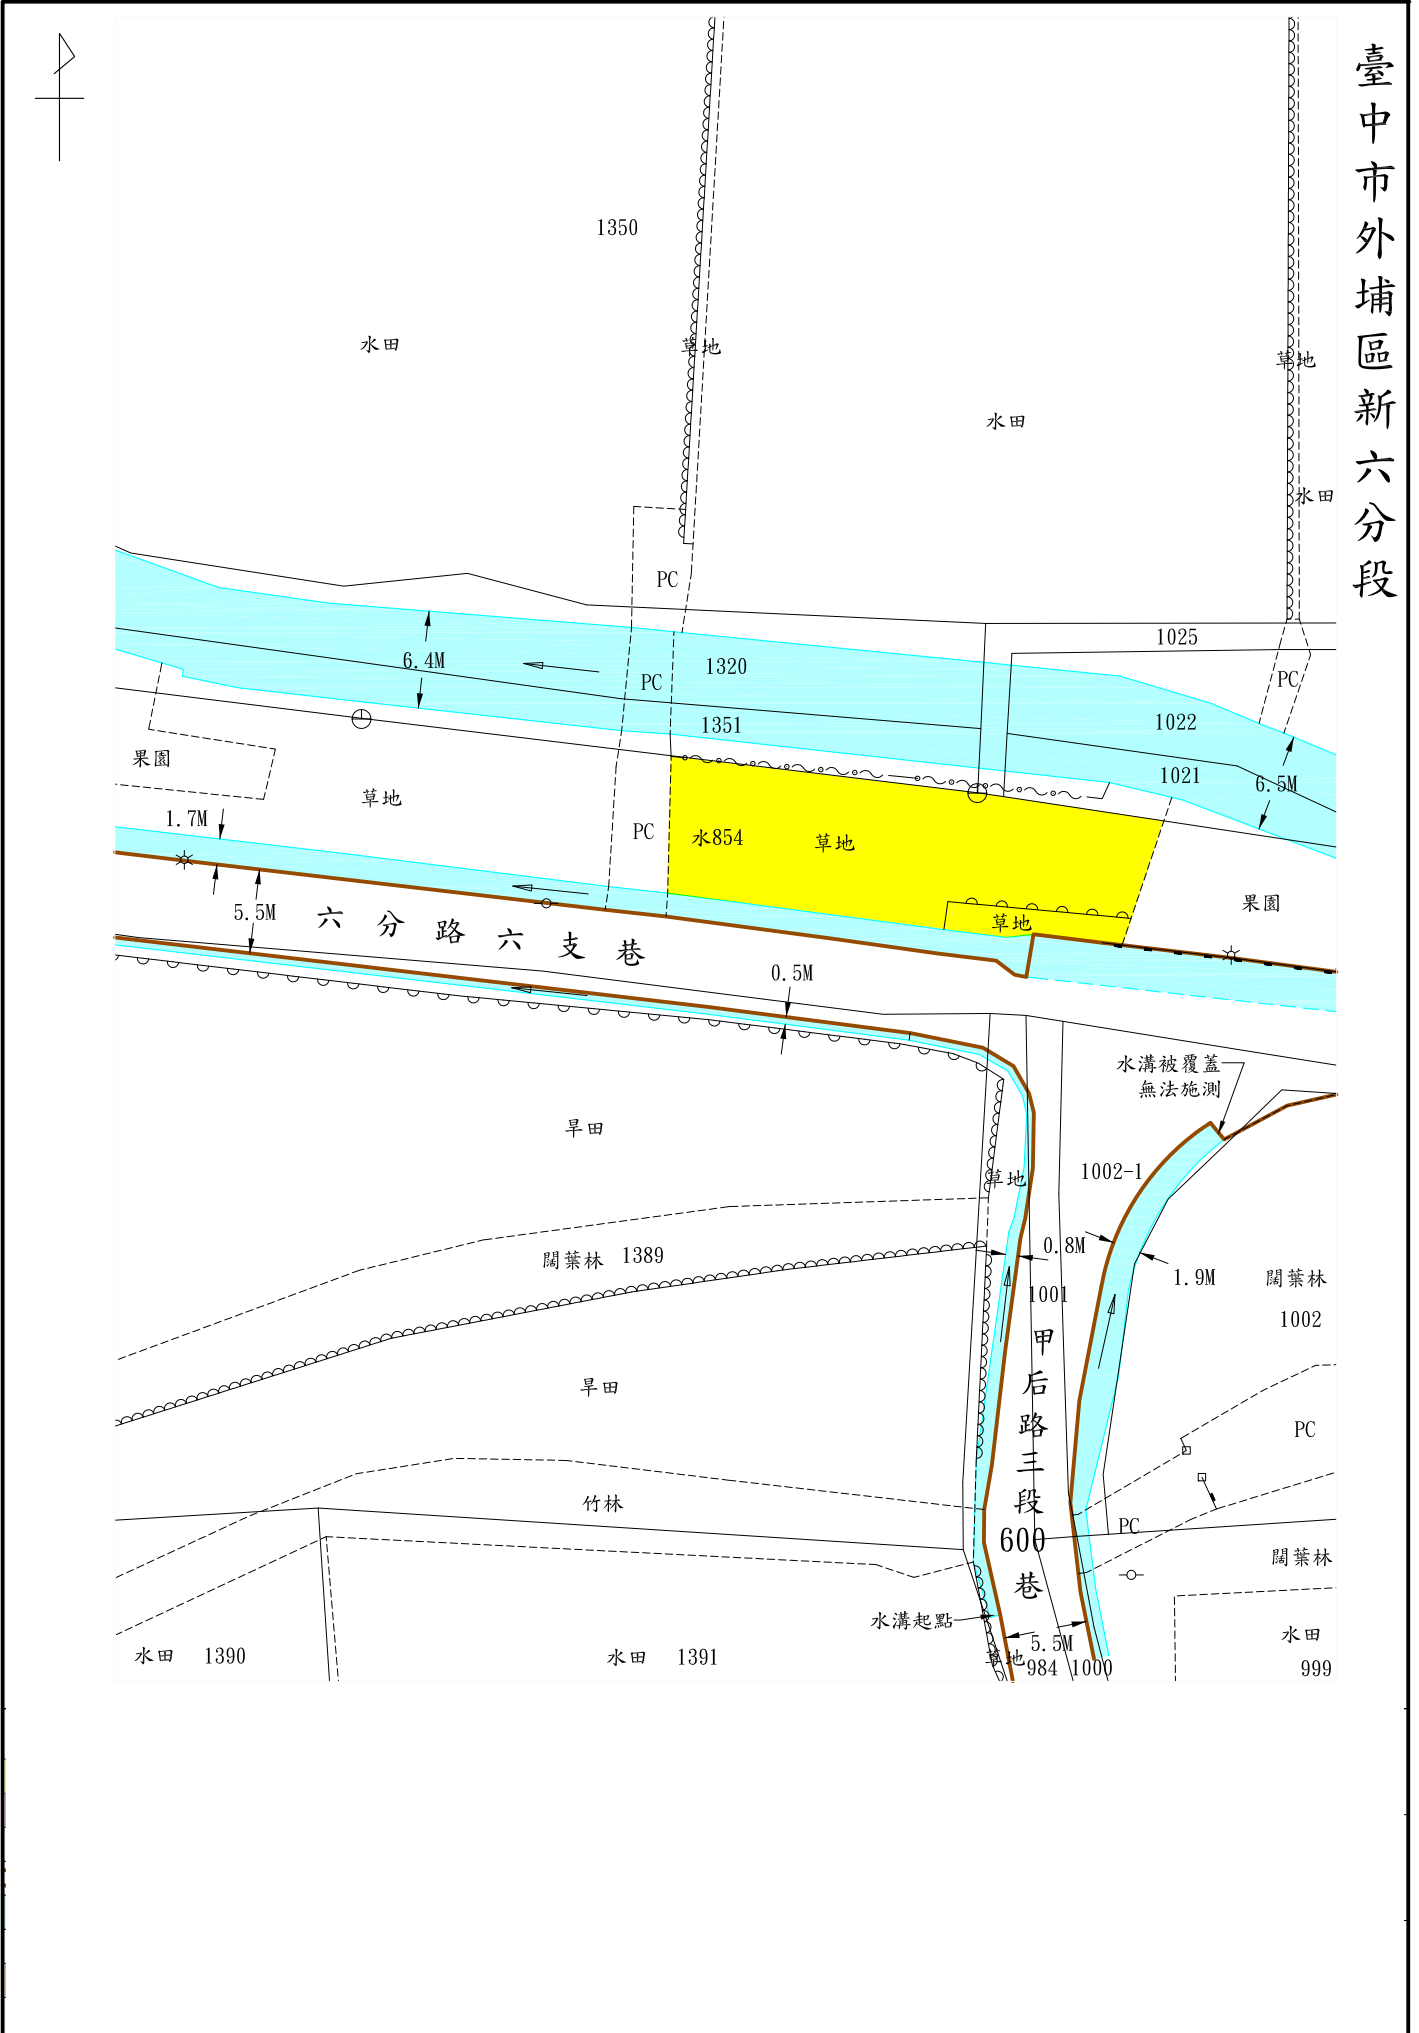 臺中市外埔區新六分段
1350
水田
草地
草地
水田
水田
PC
1025
6.4M
1320
PC
PC
1351
1022
果園
1021
6.5M
草地
1.7M
PC
水854
草地
果園
5.5M
六分路六支巷
草地
0.5M
水溝被覆蓋
無法施測
旱田
草地
1002-1
闊葉林 1389
0.8M
1.9M
闊葉林
1001
1002
甲后路三段600巷
旱田
PC
竹林
PC
闊葉林
水溝起點
5.5M
水田
水田 1390
水田 1391
草地
984
1000
999